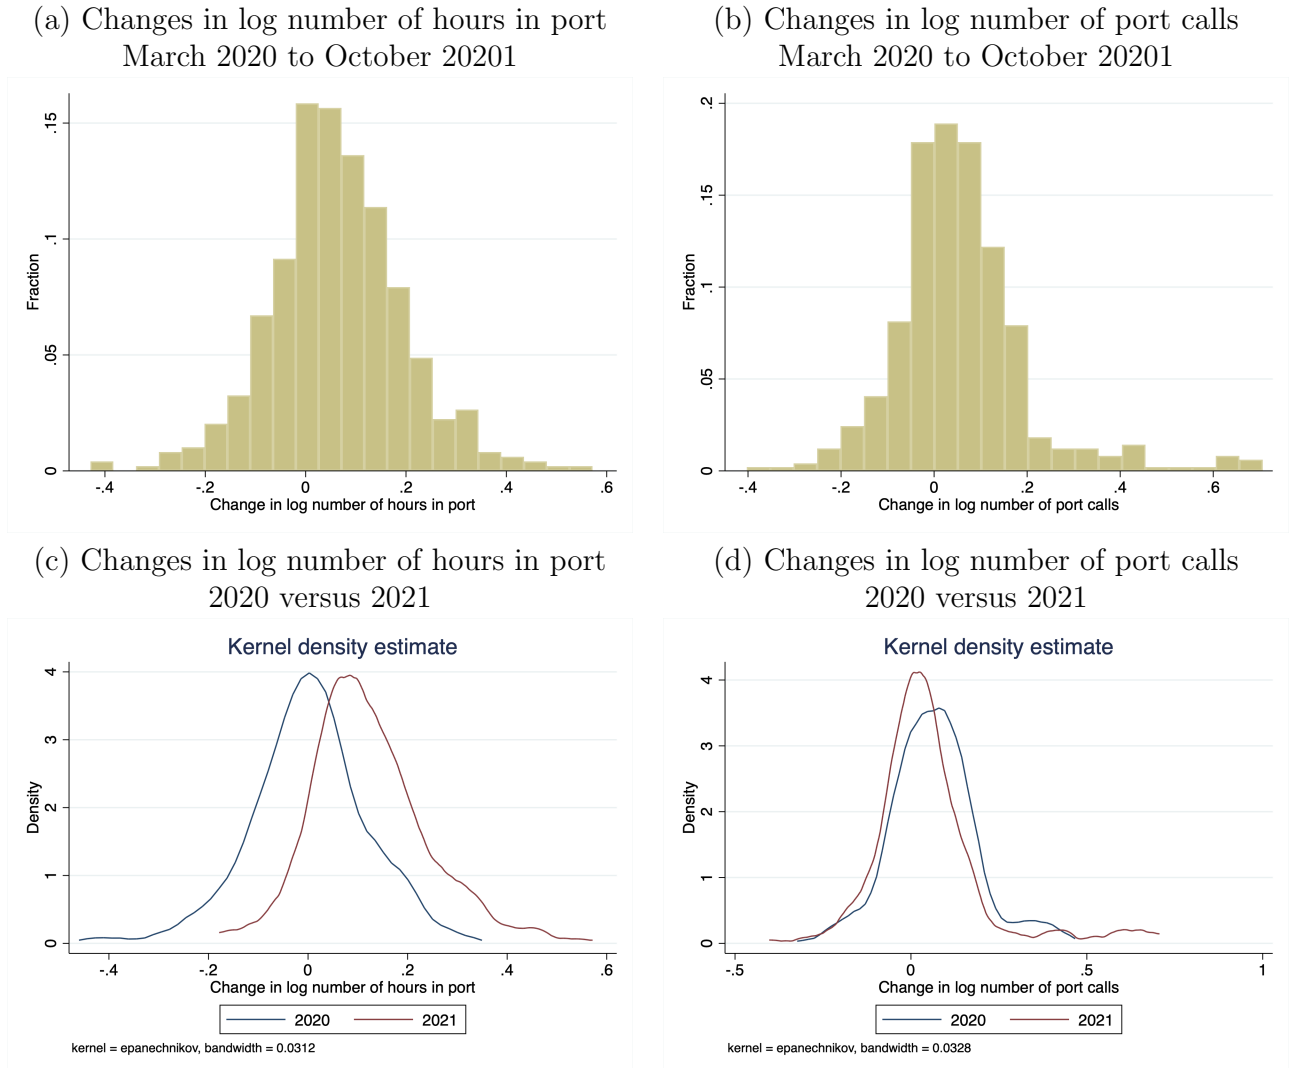 (a) Changes in log number of hours in port
March 2020 to October 20201
.15
.1
.05
0
Fraction
-.4 -.2 0 .2 .4 .6
Change in log number of hours in port
(b) Changes in log number of port calls
March 2020 to October 20201
.2
.15
.1
.05
0
Fraction
-.4 -.2 0 .2 .4 .6
Change in log number of port calls
(c) Changes in log number of hours in port
2020 versus 2021
Kernel density estimate
4
3
2
1
0
Density
-.4 -.2 0 .2 .4 .6
Change in log number of hours in port
2020 2021
kernel = epanechnikov, bandwidth = 0.0312
(d) Changes in log number of port calls
2020 versus 2021
Kernel density estimate
4
3
2
1
0
Density
-.5 0 .5 1
Change in log number of port calls
2020 2021
kernel = epanechnikov, bandwidth = 0.0328